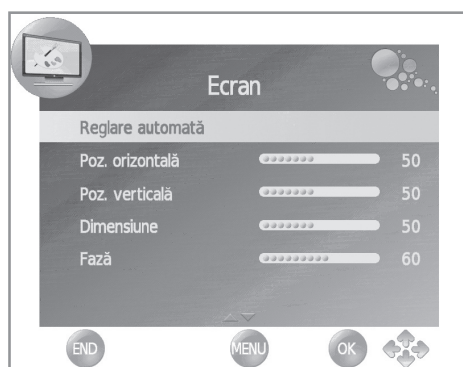 Ecran
Reglare automată
Poz. orizontală 50
Poz. verticală 50
Dimensiune 50
Fază 60
END MENU OK